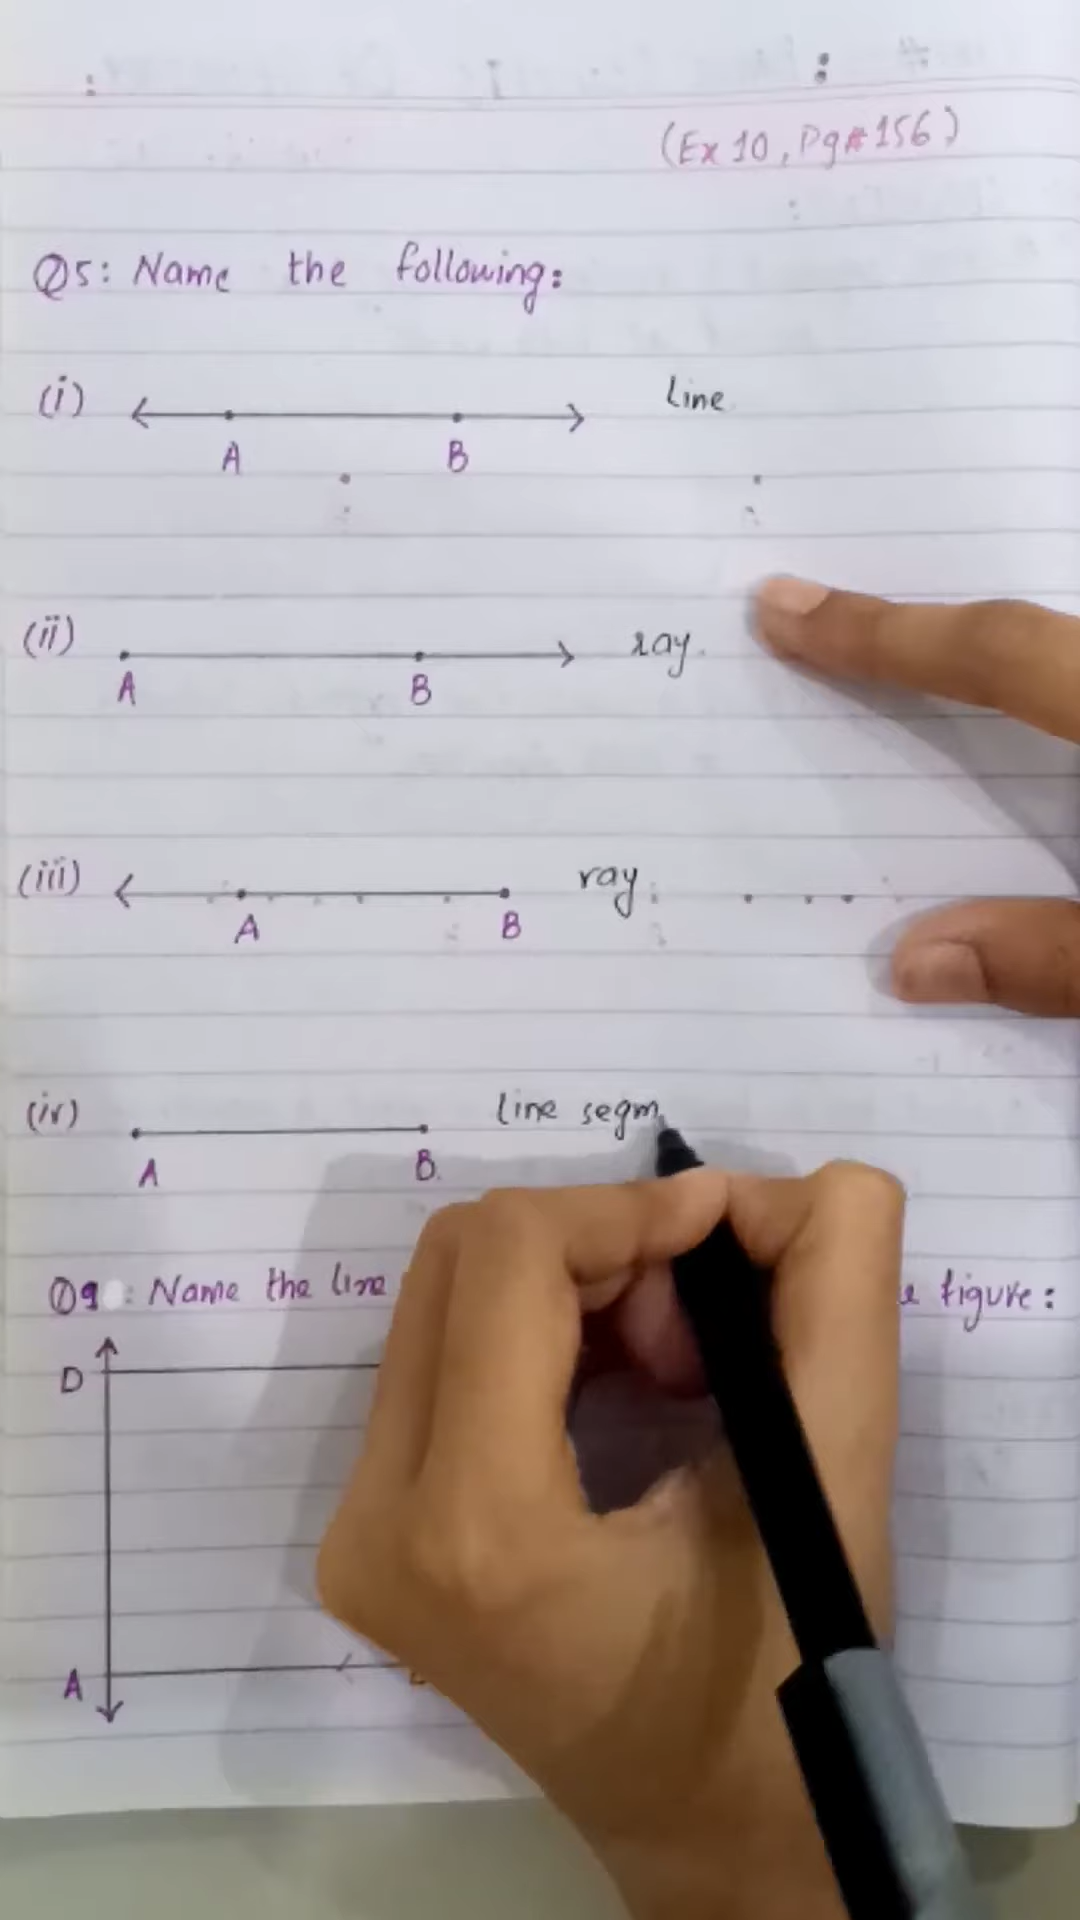 (Ex 10, Pg# 156)
Q5: Name the following:
(i) Line
A B
(ii) ray.
A B
(iii) ray
A B
(iv) Line segm
A B.
Q9 : Name the line figure:
D
A